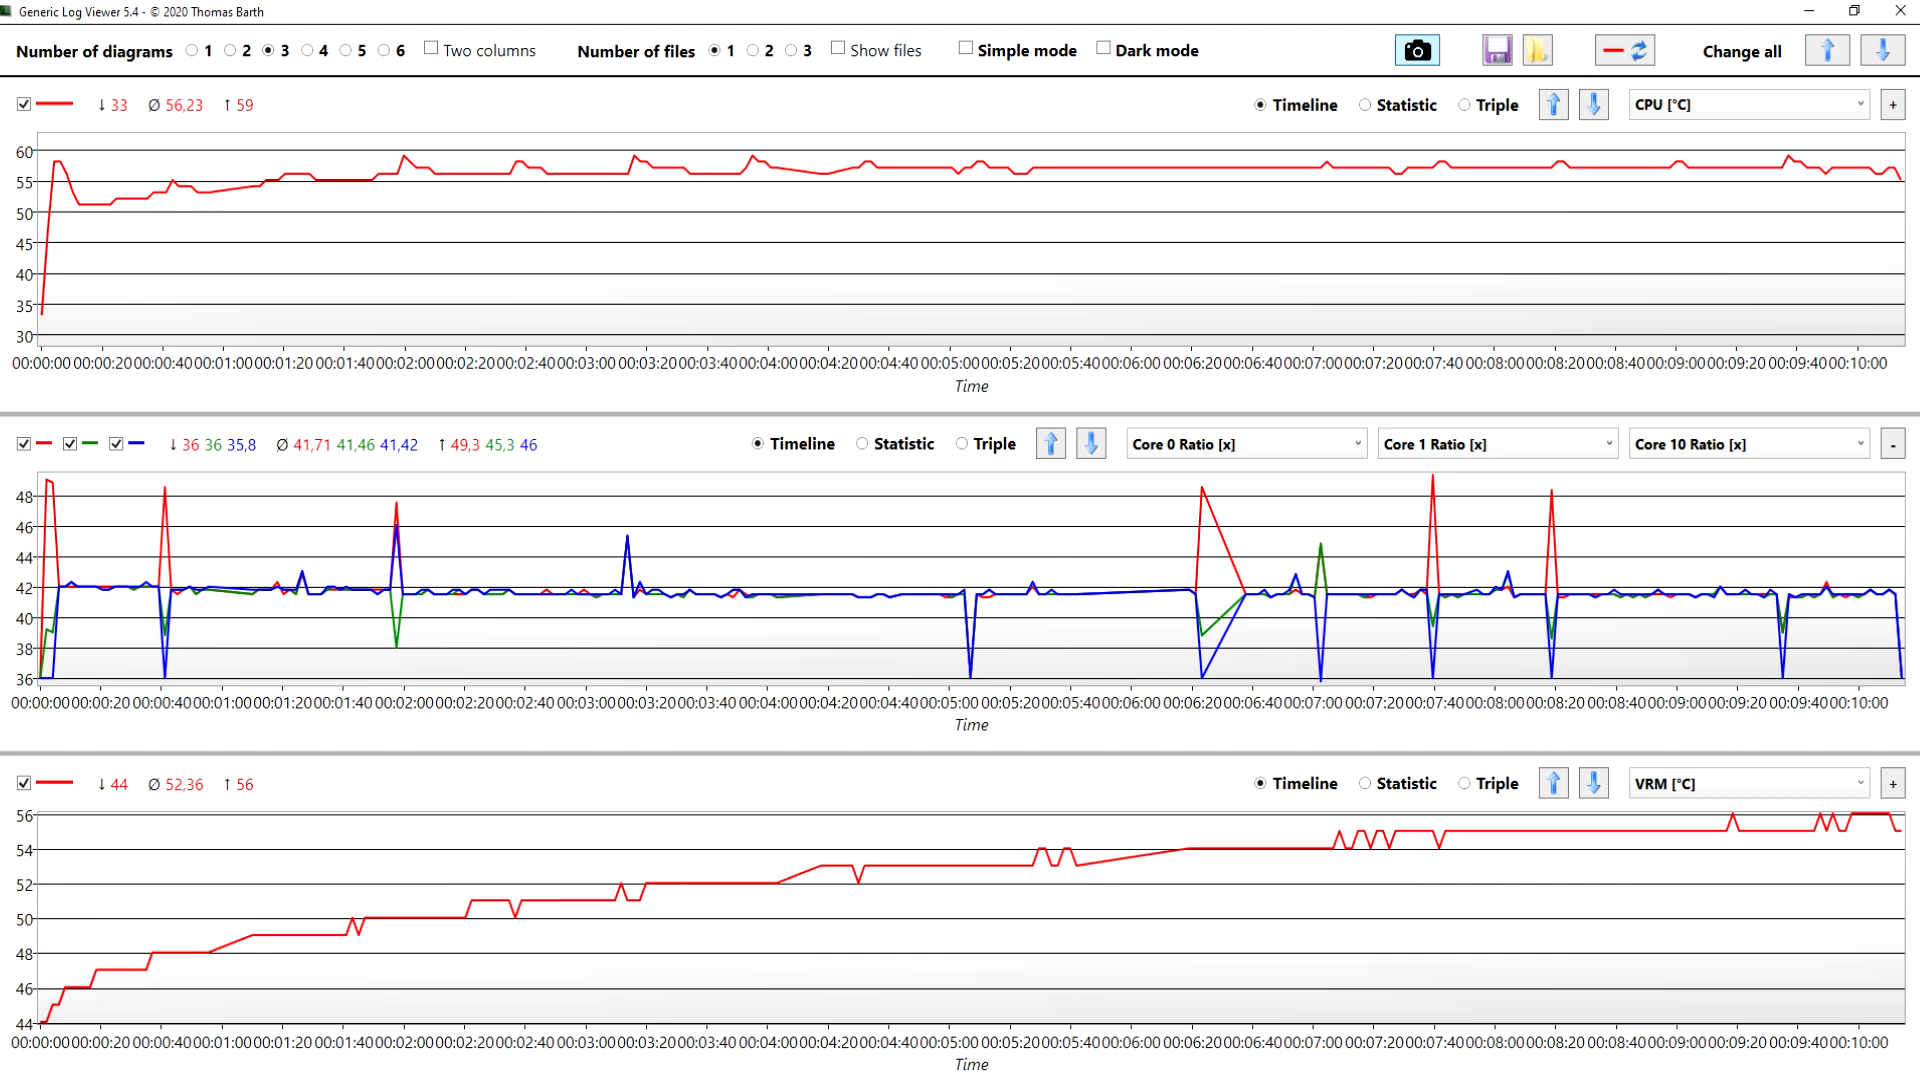 Generic Log Viewer 5.4 - © 2020 Thomas Barth
Number of diagrams 1 2 3 4 5 6 Two columns Number of files 1 2 3 Show files Simple mode Dark mode Change all
↓ 33 Ø 56,23 ↑ 59 Timeline Statistic Triple CPU [°C] +
60
55
50
45
40
35
30
00:00:00 00:00:20 00:00:40 00:01:00 00:01:20 00:01:40 00:02:00 00:02:20 00:02:40 00:03:00 00:03:20 00:03:40 00:04:00 00:04:20 00:04:40 00:05:00 00:05:20 00:05:40 00:06:00 00:06:20 00:06:40 00:07:00 00:07:20 00:07:40 00:08:00 00:08:20 00:08:40 00:09:00 00:09:20 00:09:40 00:10:00
Time
↓ 36 36 35,8 Ø 41,71 41,46 41,42 ↑ 49,3 45,3 46 Timeline Statistic Triple Core 0 Ratio [x] Core 1 Ratio [x] Core 10 Ratio [x] -
48
46
44
42
40
38
36
00:00:00 00:00:20 00:00:40 00:01:00 00:01:20 00:01:40 00:02:00 00:02:20 00:02:40 00:03:00 00:03:20 00:03:40 00:04:00 00:04:20 00:04:40 00:05:00 00:05:20 00:05:40 00:06:00 00:06:20 00:06:40 00:07:00 00:07:20 00:07:40 00:08:00 00:08:20 00:08:40 00:09:00 00:09:20 00:09:40 00:10:00
Time
↓ 44 Ø 52,36 ↑ 56 Timeline Statistic Triple VRM [°C] +
56
54
52
50
48
46
44
00:00:00 00:00:20 00:00:40 00:01:00 00:01:20 00:01:40 00:02:00 00:02:20 00:02:40 00:03:00 00:03:20 00:03:40 00:04:00 00:04:20 00:04:40 00:05:00 00:05:20 00:05:40 00:06:00 00:06:20 00:06:40 00:07:00 00:07:20 00:07:40 00:08:00 00:08:20 00:08:40 00:09:00 00:09:20 00:09:40 00:10:00
Time